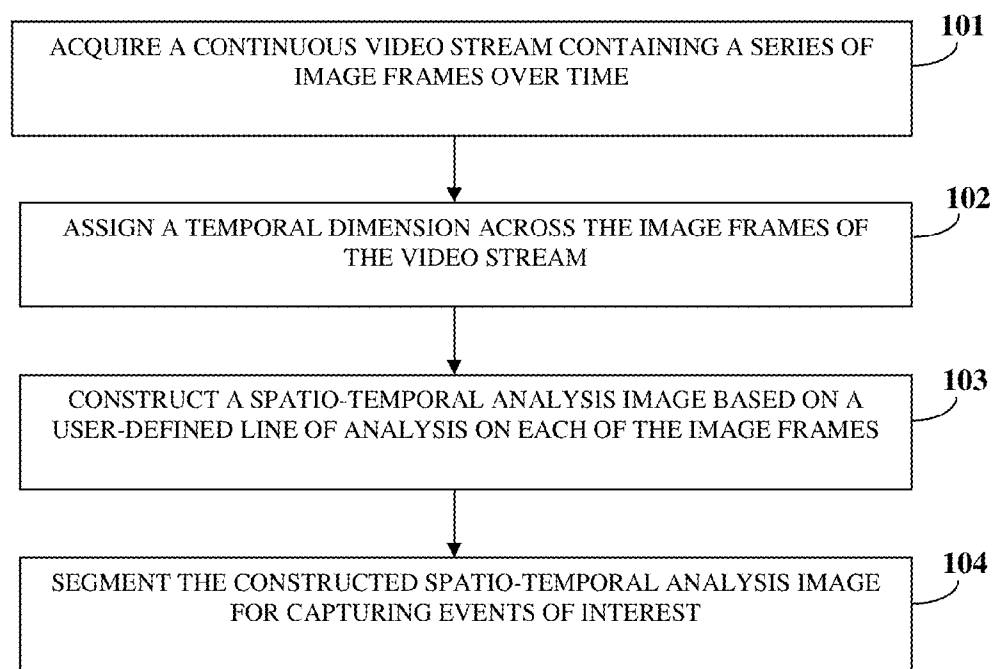 101
ACQUIRE A CONTINUOUS VIDEO STREAM CONTAINING A SERIES OF
IMAGE FRAMES OVER TIME
102
ASSIGN A TEMPORAL DIMENSION ACROSS THE IMAGE FRAMES OF
THE VIDEO STREAM
103
CONSTRUCT A SPATIO-TEMPORAL ANALYSIS IMAGE BASED ON A
USER-DEFINED LINE OF ANALYSIS ON EACH OF THE IMAGE FRAMES
104
SEGMENT THE CONSTRUCTED SPATIO-TEMPORAL ANALYSIS IMAGE
FOR CAPTURING EVENTS OF INTEREST